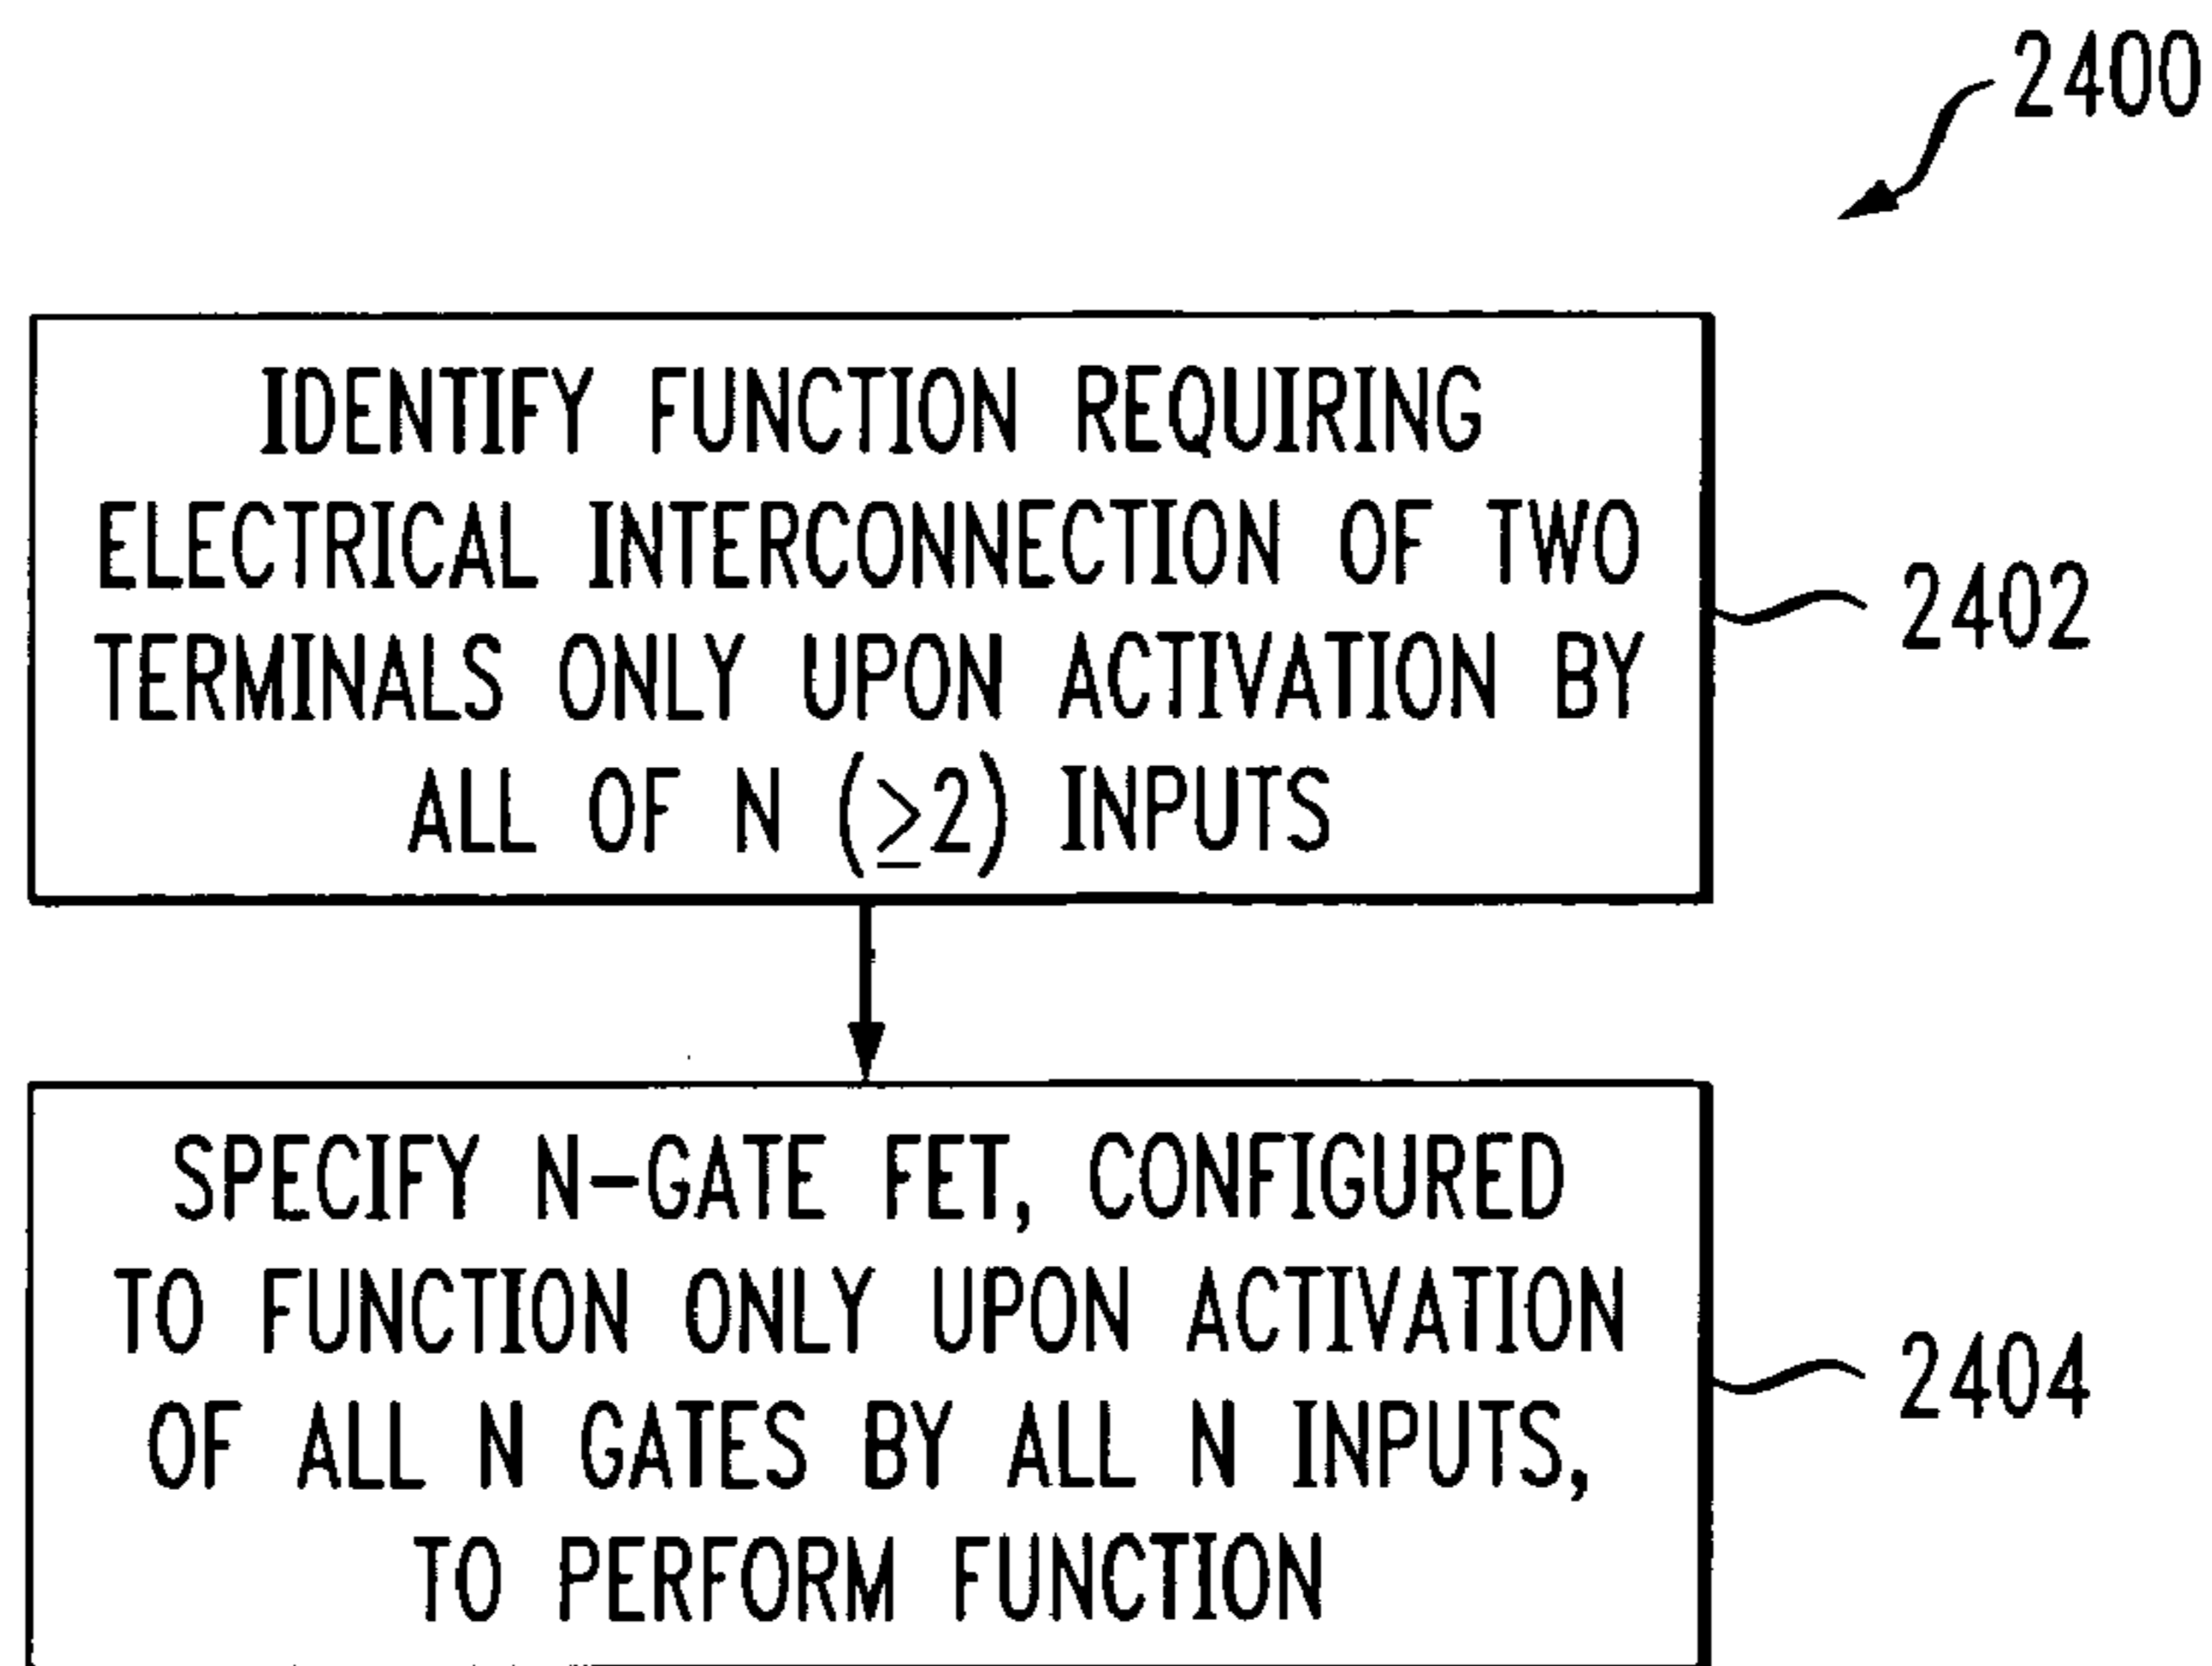 2400
IDENTIFY FUNCTION REQUIRING
ELECTRICAL INTERCONNECTION OF TWO
TERMINALS ONLY UPON ACTIVATION BY
ALL OF N (≥2) INPUTS
2402
SPECIFY N-GATE FET, CONFIGURED
TO FUNCTION ONLY UPON ACTIVATION
OF ALL N GATES BY ALL N INPUTS,
TO PERFORM FUNCTION
2404